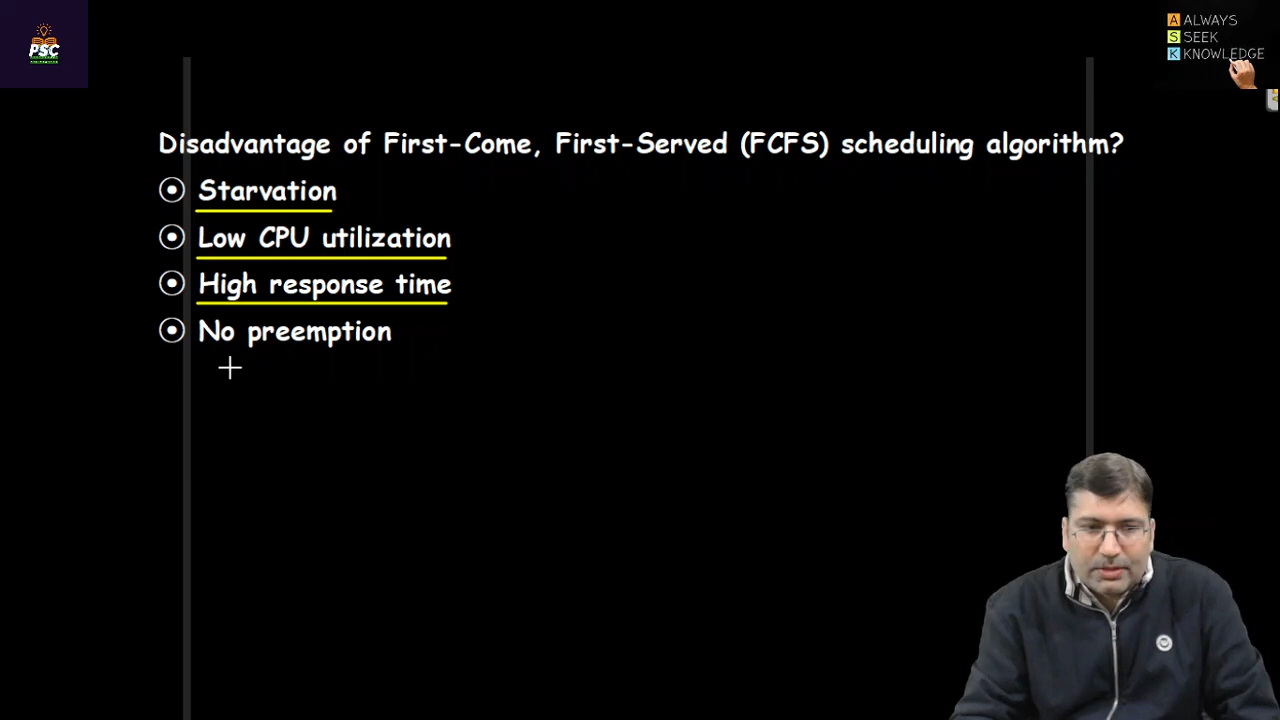 PSC
ALWAYS
SEEK
KNOWLEDGE
Disadvantage of First-Come, First-Served (FCFS) scheduling algorithm?
Starvation
Low CPU utilization
High response time
No preemption